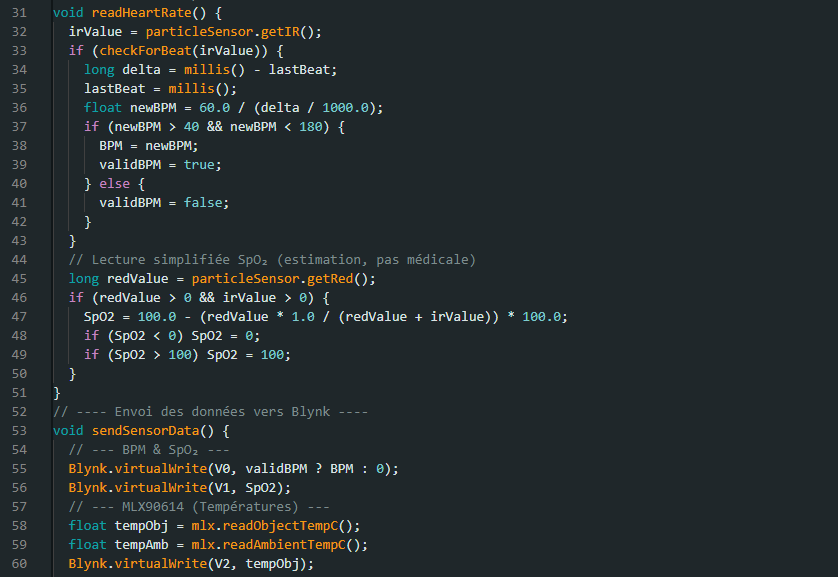 31 void readHeartRate() {
32 irValue = particleSensor.getIR();
33 if (checkForBeat(irValue)) {
34 long delta = millis() - lastBeat;
35 lastBeat = millis();
36 float newBPM = 60.0 / (delta / 1000.0);
37 if (newBPM > 40 && newBPM < 180) {
38 BPM = newBPM;
39 validBPM = true;
40 } else {
41 validBPM = false;
42 }
43 }
44 // Lecture simplifiée SpO₂ (estimation, pas médicale)
45 long redValue = particleSensor.getRed();
46 if (redValue > 0 && irValue > 0) {
47 SpO2 = 100.0 - (redValue * 1.0 / (redValue + irValue)) * 100.0;
48 if (SpO2 < 0) SpO2 = 0;
49 if (SpO2 > 100) SpO2 = 100;
50 }
51 }
52 // ---- Envoi des données vers Blynk ----
53 void sendSensorData() {
54 // --- BPM & SpO₂ ---
55 Blynk.virtualWrite(V0, validBPM ? BPM : 0);
56 Blynk.virtualWrite(V1, SpO2);
57 // --- MLX90614 (Températures) ---
58 float tempObj = mlx.readObjectTempC();
59 float tempAmb = mlx.readAmbientTempC();
60 Blynk.virtualWrite(V2, tempObj);